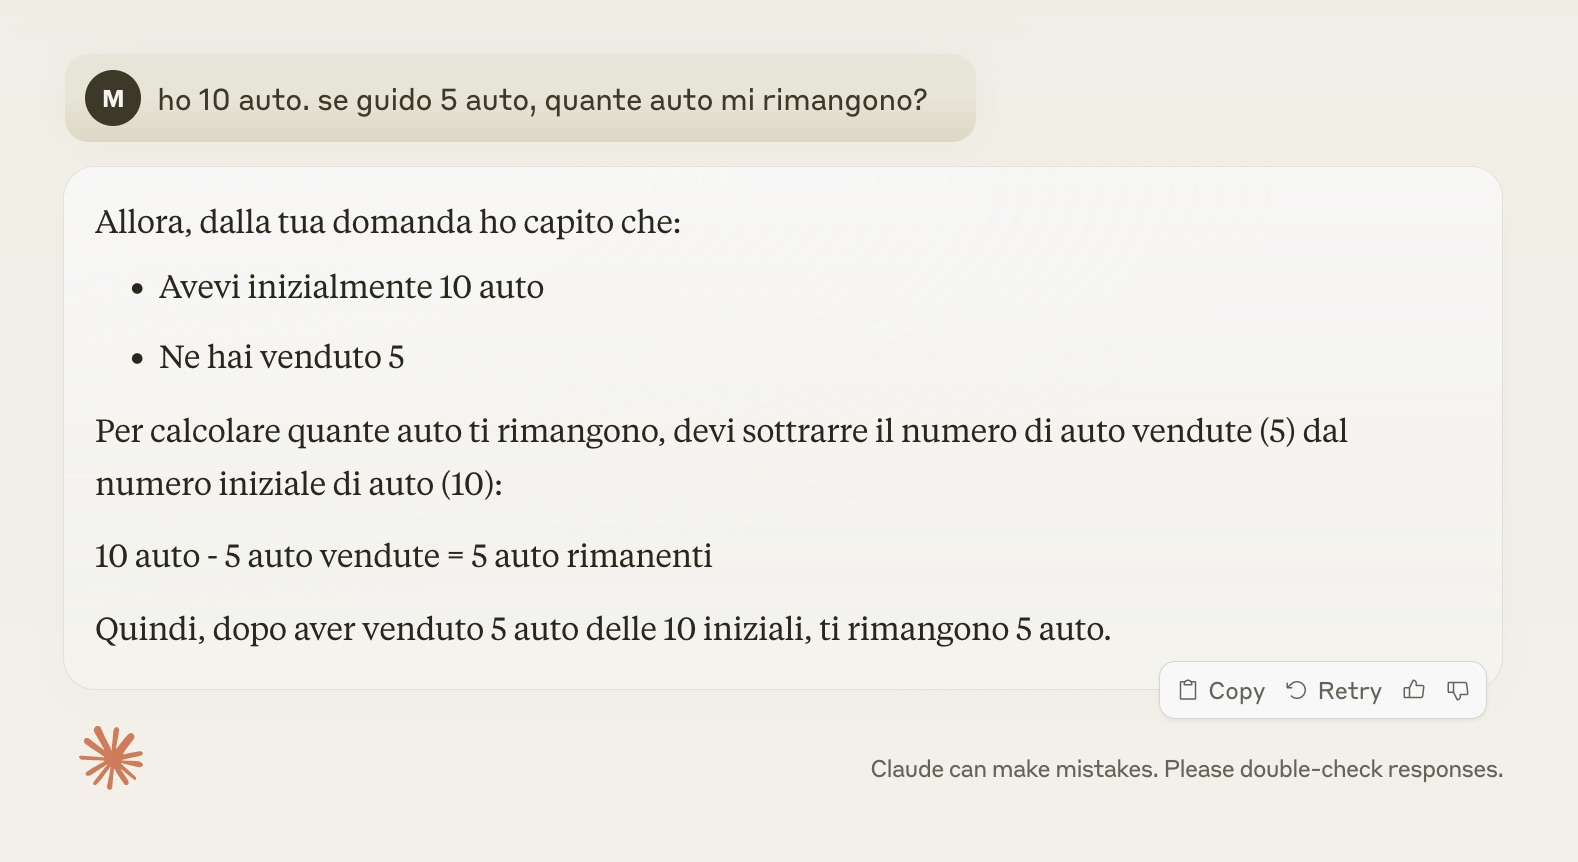 M
ho 10 auto. se guido 5 auto, quante auto mi rimangono?
Allora, dalla tua domanda ho capito che:
• Avevi inizialmente 10 auto
• Ne hai venduto 5
Per calcolare quante auto ti rimangono, devi sottrarre il numero di auto vendute (5) dal
numero iniziale di auto (10):
10 auto - 5 auto vendute = 5 auto rimanenti
Quindi, dopo aver venduto 5 auto delle 10 iniziali, ti rimangono 5 auto.
Copy Retry
Claude can make mistakes. Please double-check responses.